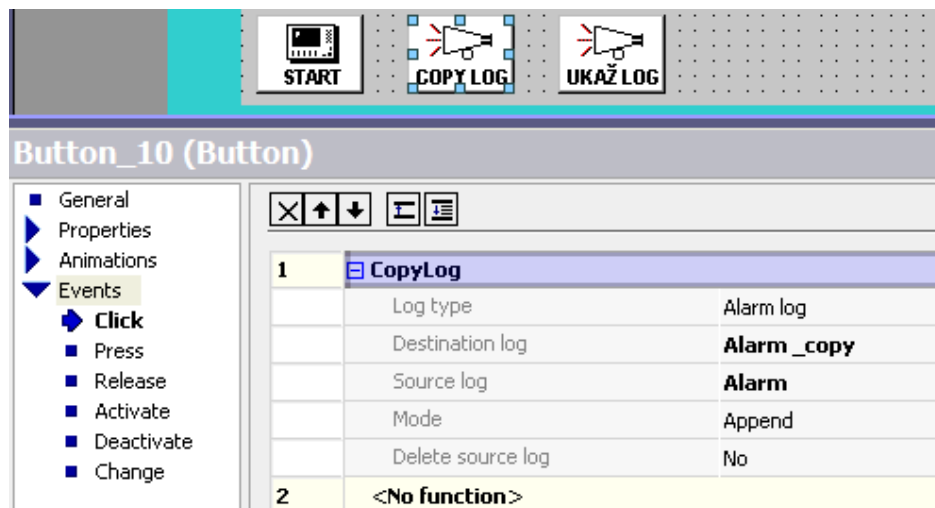 START COPY LOG UKAŽ LOG
Button_10 (Button)
General
Properties
Animations
Events
Click
Press
Release
Activate
Deactivate
Change
1 CopyLog
Log type Alarm log
Destination log Alarm _copy
Source log Alarm
Mode Append
Delete source log No
2 <No function>